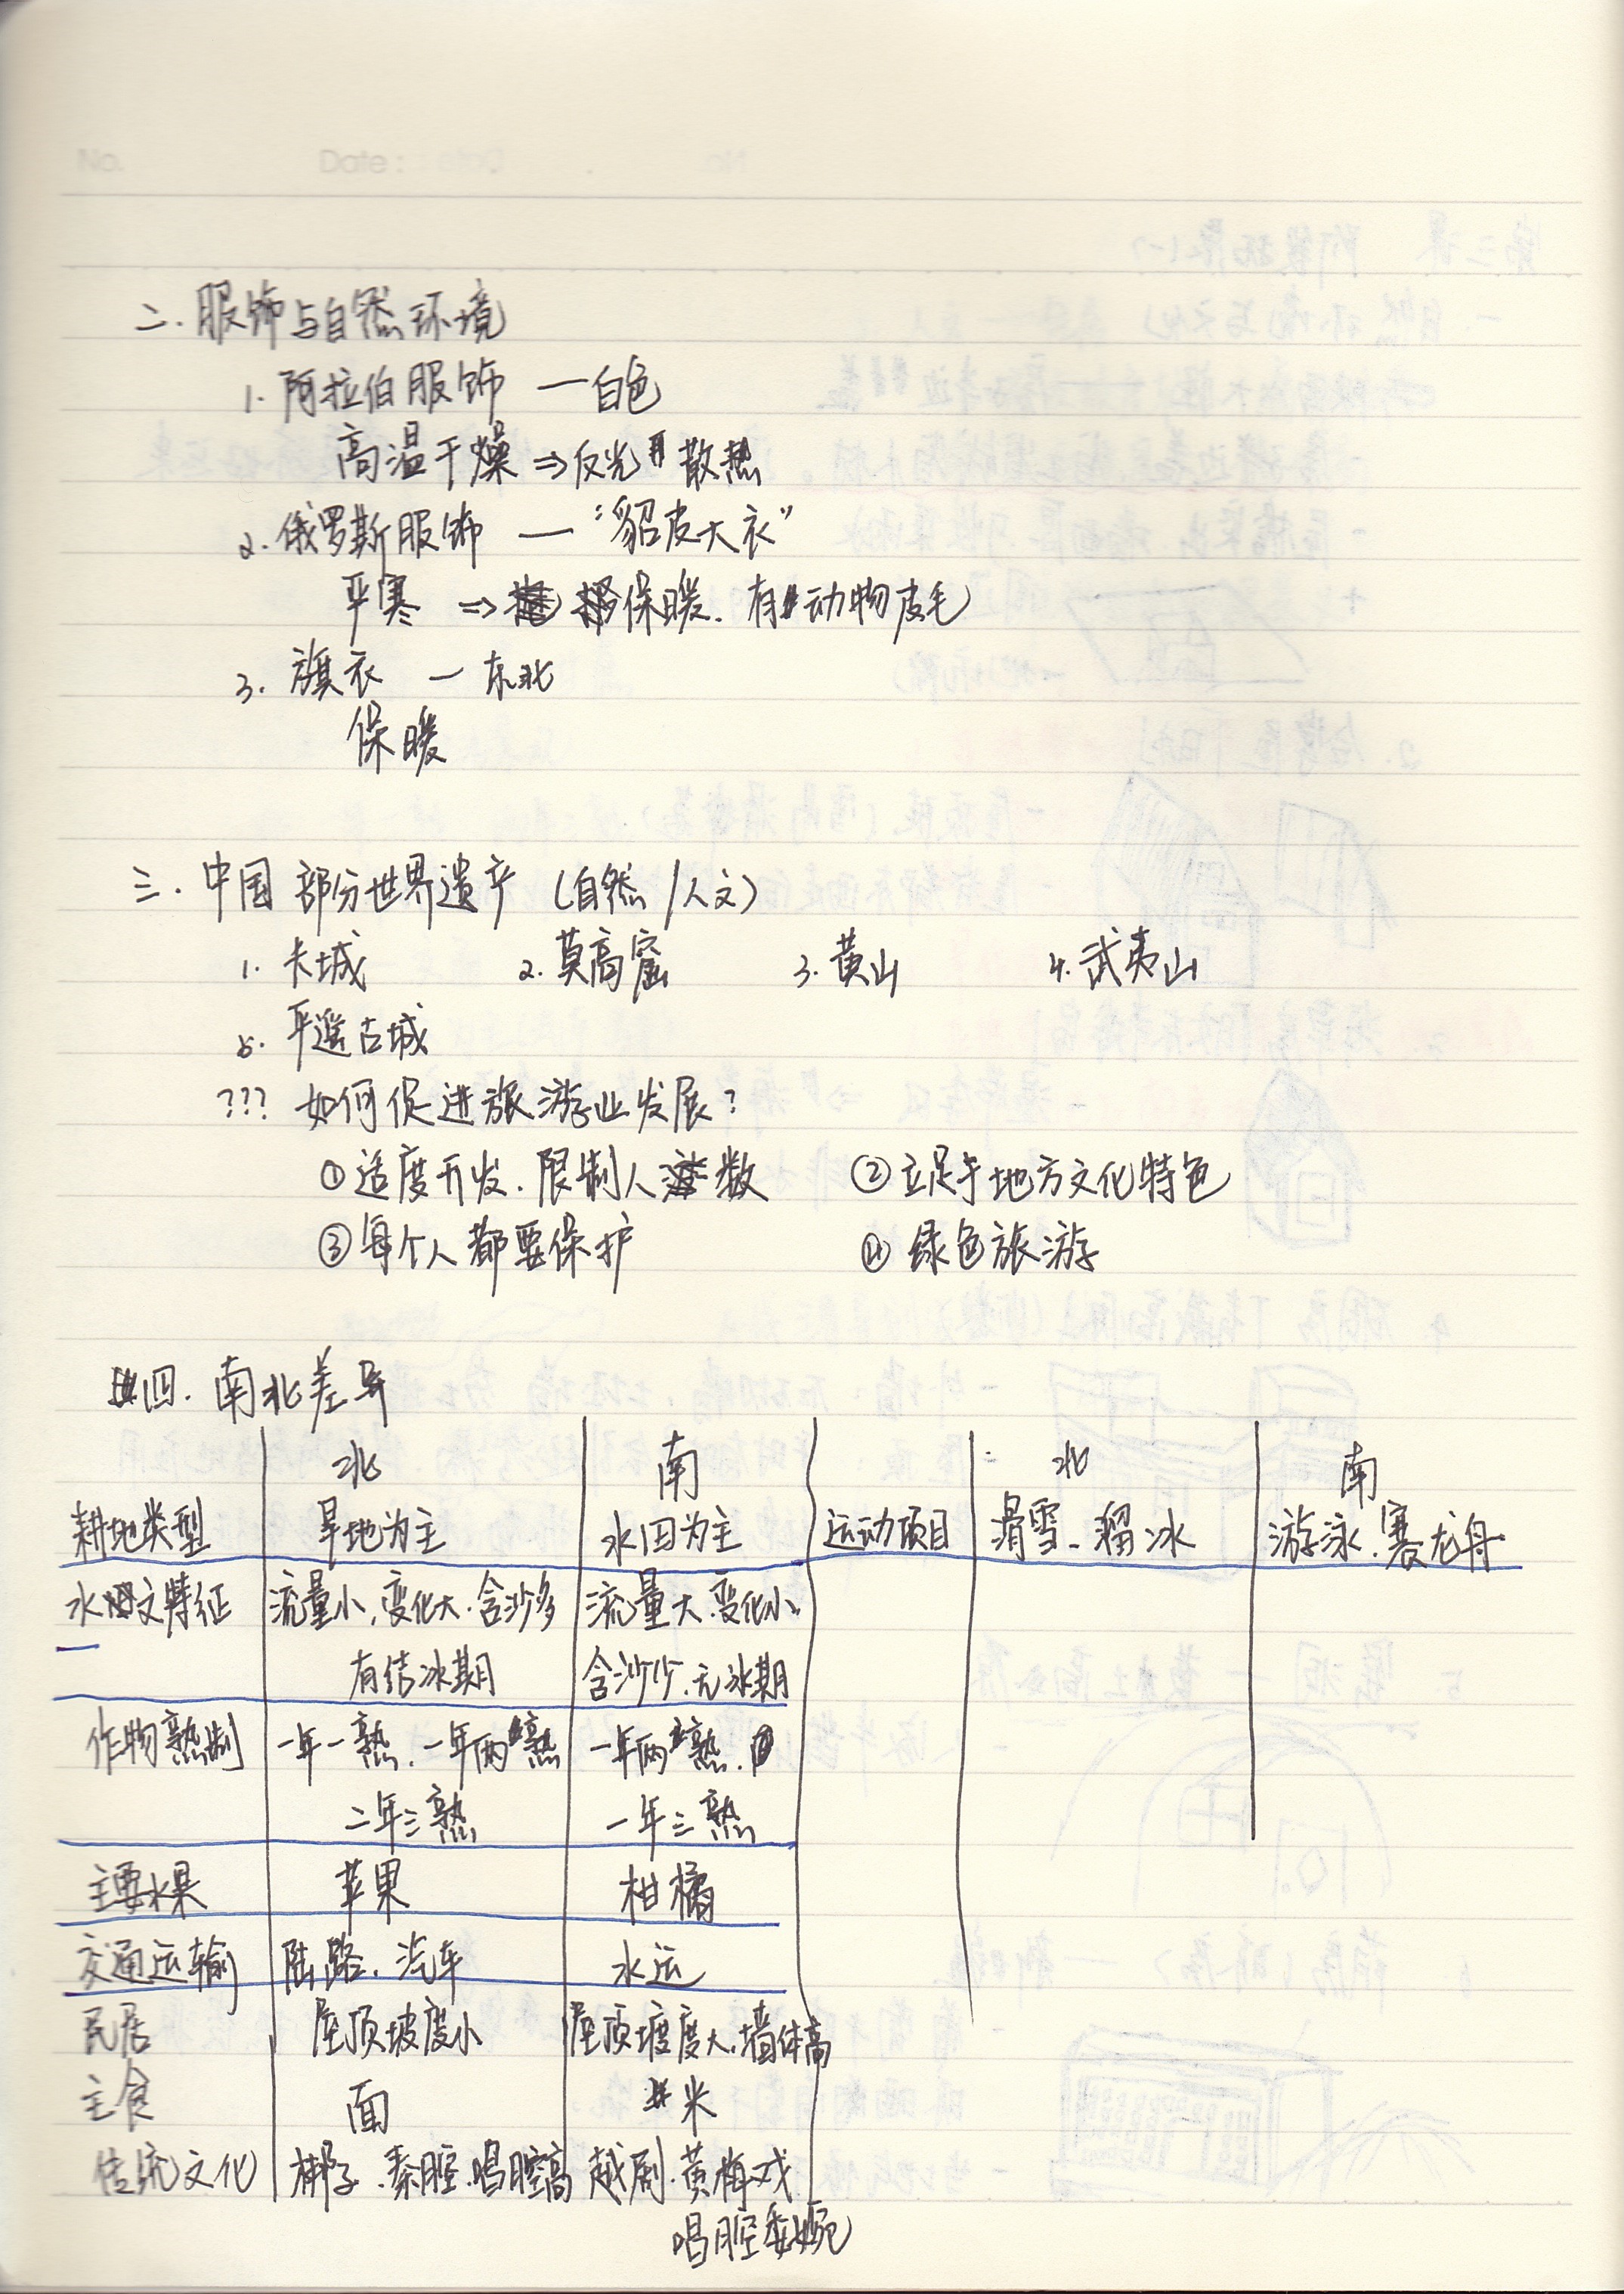 No.    Date :
二. 服饰与自然环境
1. 阿拉伯服饰 — 白色
高温干燥 ⇒ 反光 散热
2. 俄罗斯服饰 — “貂皮大衣”
平寒 ⇒ 保暖. 有 动物皮毛
3. 旗衣 — 东北
保暖
三. 中国 部分世界遗产 (自然 / 人文)
1. 长城 2. 莫高窟 3. 黄山 4. 武夷山
5. 平遥古城
??? 如何促进旅游业发展?
① 适度开发. 限制人数 ② 立足于地方文化特色
③ 每个人都要保护 ④ 绿色旅游
四. 南北差异
北 南 北 南
耕地类型 旱地为主 水田为主 运动项目 滑雪、溜冰 游泳. 赛龙舟
水文特征 流量小, 变化大. 含沙多 流量大. 变化小
有结冰期 含沙少. 无冰期
作物熟制 一年一熟. 一年两熟 一年两熟.
二年三熟 一年三熟
主要水果 苹果 柑橘
交通运输 陆路. 汽车 水运
民居 屋顶坡度小 屋顶坡度大. 墙体高
主食 面 米
传统文化 梆子. 秦腔. 唱腔高 越剧. 黄梅戏
唱腔委婉